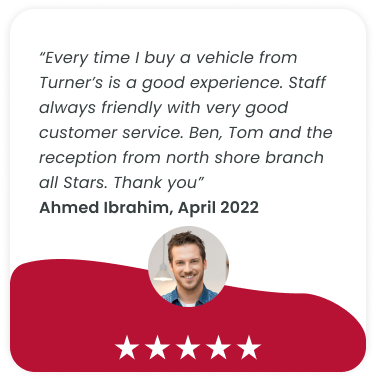 “Every time I buy a vehicle from
Turner’s is a good experience. Staff
always friendly with very good
customer service. Ben, Tom and the
reception from north shore branch
all Stars. Thank you”
Ahmed Ibrahim, April 2022